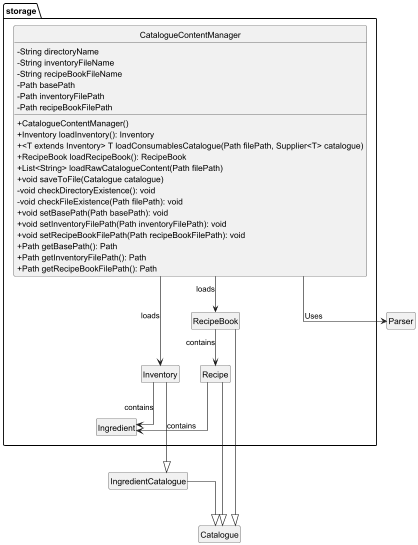 storage
CatalogueContentManager
-String directoryName
-String inventoryFileName
-String recipeBookFileName
-Path basePath
-Path inventoryFilePath
-Path recipeBookFilePath
+CatalogueContentManager()
+Inventory loadInventory(): Inventory
+<T extends Inventory> T loadConsumablesCatalogue(Path filePath, Supplier<T> catalogue)
+RecipeBook loadRecipeBook(): RecipeBook
+List<String> loadRawCatalogueContent(Path filePath)
+void saveToFile(Catalogue catalogue)
-void checkDirectoryExistence(): void
-void checkFileExistence(Path filePath): void
+void setBasePath(Path basePath): void
+void setInventoryFilePath(Path inventoryFilePath): void
+void setRecipeBookFilePath(Path recipeBookFilePath): void
+Path getBasePath(): Path
+Path getInventoryFilePath(): Path
+Path getRecipeBookFilePath(): Path
loads
loads
Uses
RecipeBook
Parser
contains
Inventory
Recipe
contains
contains
Ingredient
IngredientCatalogue
Catalogue